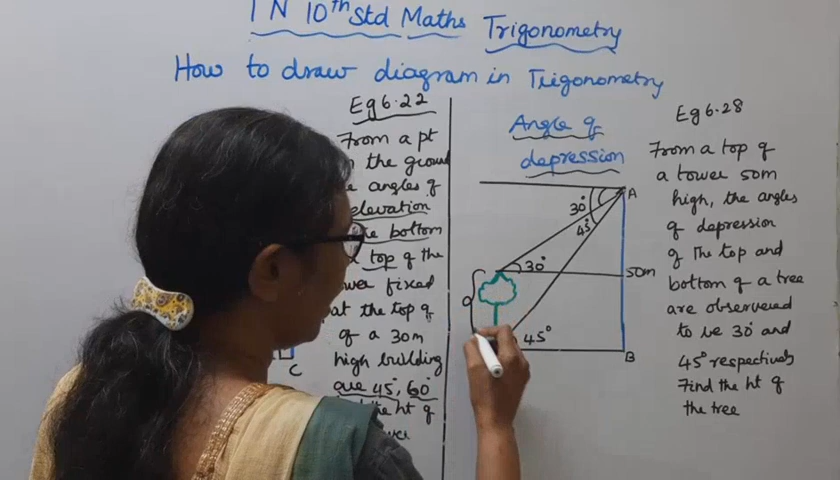 T N 10th Std Maths Trigonometry
How to draw diagram in Trigonometry
Eg 6.22
From a pt
the ground
angles of
elevation
bottom
top of the
fixed
at the top of
of a 30m
high building
are 45°, 60°
the ht of
C
Angle of
depression
A
30°
45°
30°
50m
45°
B
Eg 6.28
From a top of
a tower 50m
high, the angles
of depression
of the top and
bottom of a tree
are observered
to be 30° and
45° respectively
Find the ht of
the tree